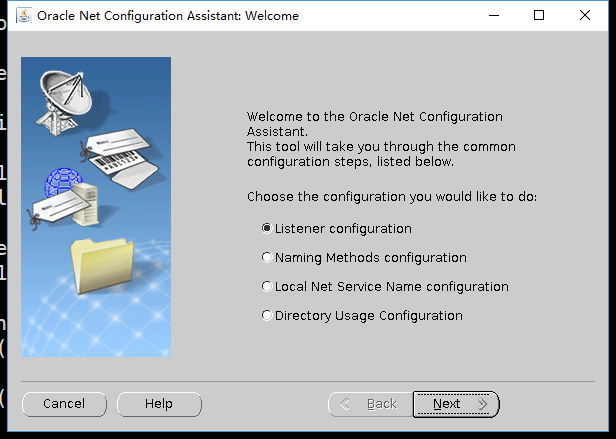 Oracle Net Configuration Assistant: Welcome
Welcome to the Oracle Net Configuration
Assistant.
This tool will take you through the common
configuration steps, listed below.
Choose the configuration you would like to do:
Listener configuration
Naming Methods configuration
Local Net Service Name configuration
Directory Usage Configuration
Cancel
Help
Back
Next